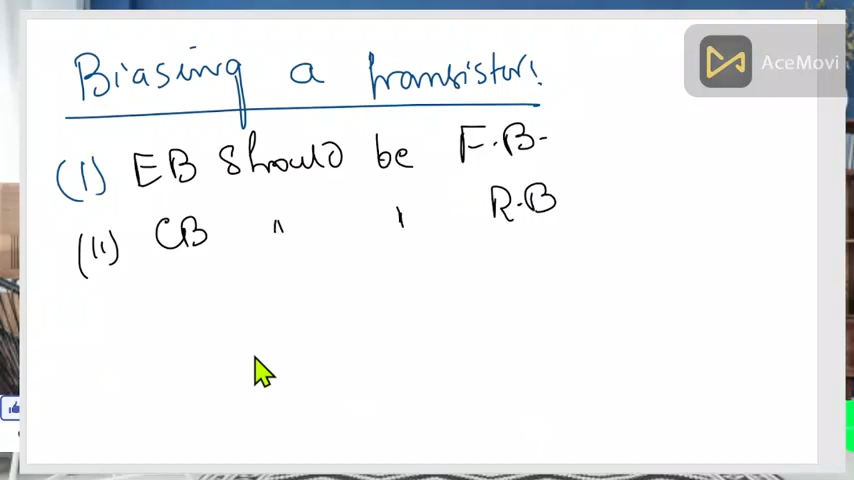 Biasing a transistor:
(I) EB should be F.B-
(II) CB " " R.B
AceMovi